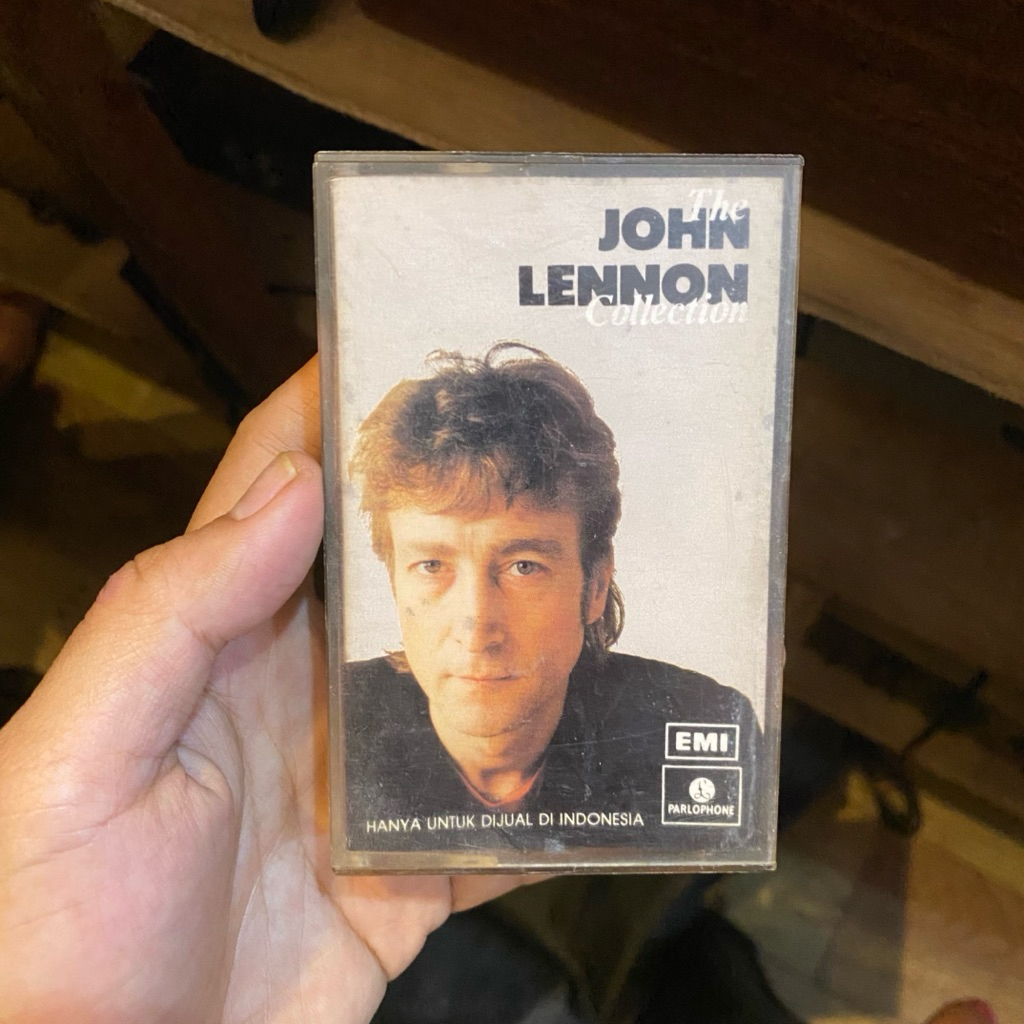 The
JOHN
LENNON
Collection
EMI
PARLOPHONE
HANYA UNTUK DIJUAL DI INDONESIA